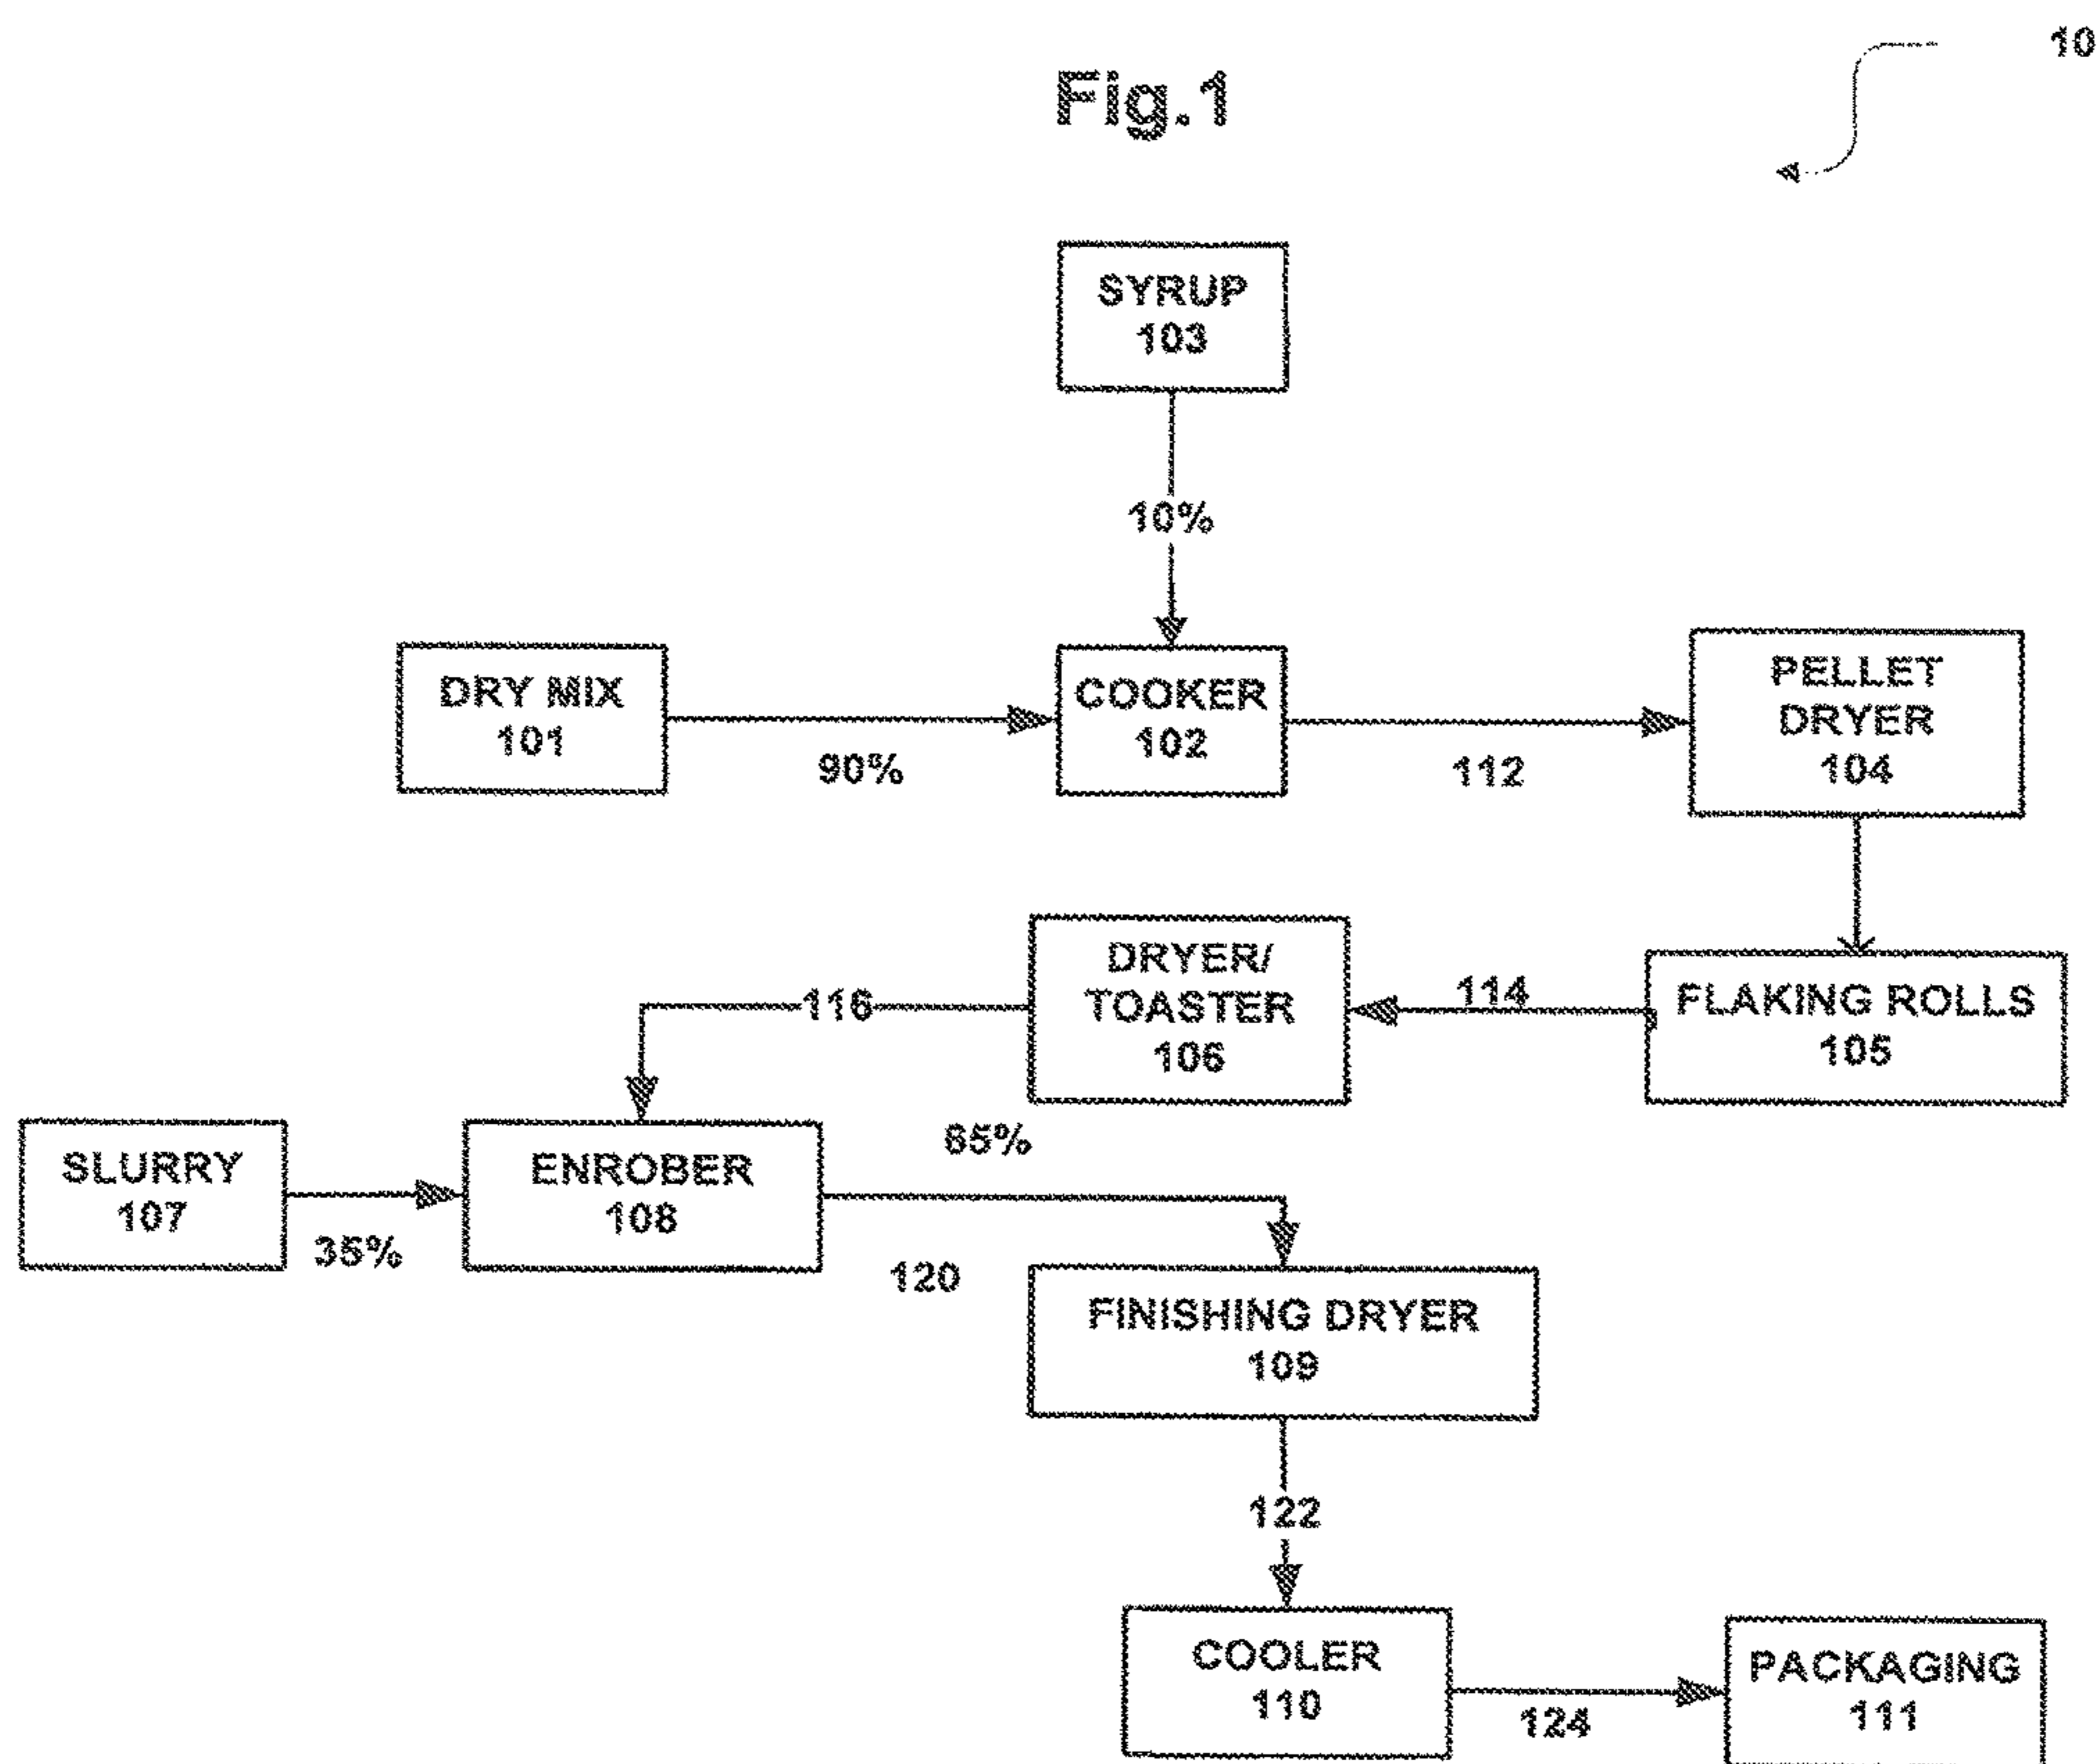 10
Fig.1
SYRUP
103
10%
DRY MIX
101
90%
COOKER
102
112
PELLET
DRYER
104
DRYER/
TOASTER
106
114
FLAKING ROLLS
105
116
65%
SLURRY
107
35%
ENROBER
108
120
FINISHING DRYER
109
122
COOLER
110
124
PACKAGING
111